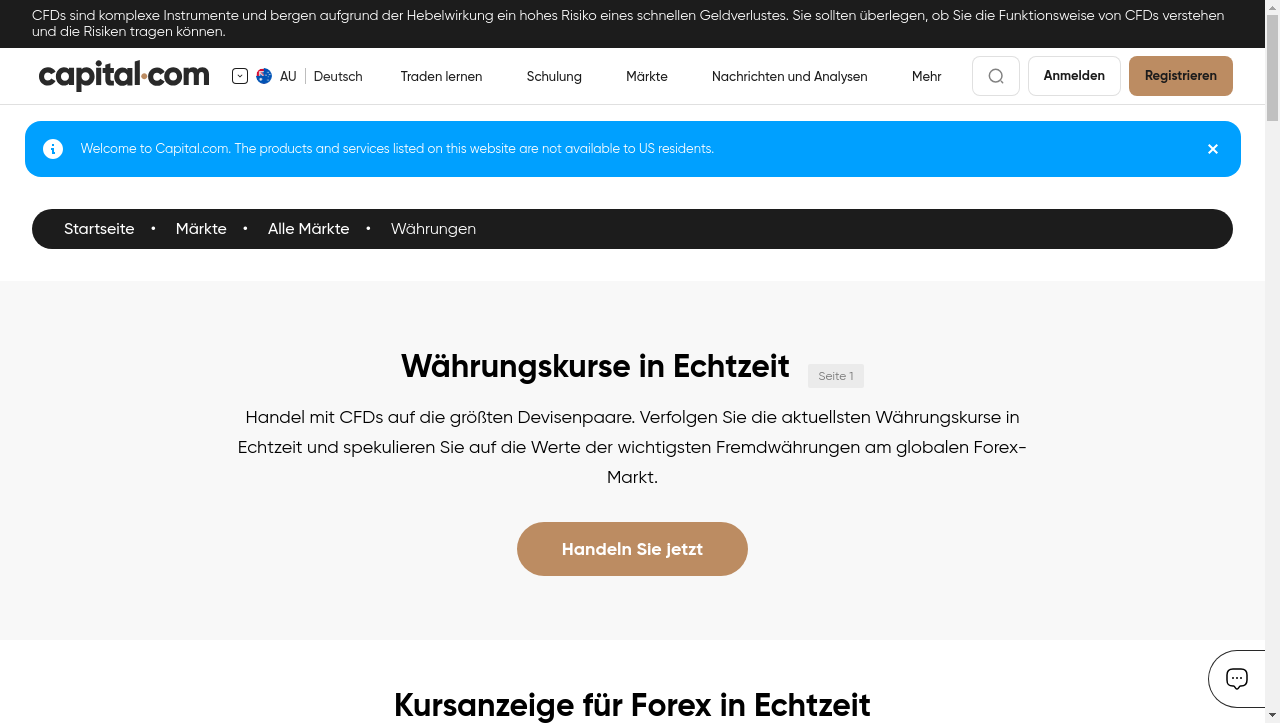 CFDs sind komplexe Instrumente und bergen aufgrund der Hebelwirkung ein hohes Risiko eines schnellen Geldverlustes. Sie sollten überlegen, ob Sie die Funktionsweise von CFDs verstehen
und die Risiken tragen können.
capital.com AU Deutsch Traden lernen Schulung Märkte Nachrichten und Analysen Mehr Anmelden Registrieren
Welcome to Capital.com. The products and services listed on this website are not available to US residents.
Startseite • Märkte • Alle Märkte • Währungen
Währungskurse in Echtzeit Seite 1
Handel mit CFDs auf die größten Devisenpaare. Verfolgen Sie die aktuellsten Währungskurse in
Echtzeit und spekulieren Sie auf die Werte der wichtigsten Fremdwährungen am globalen Forex-
Markt.
Handeln Sie jetzt
Kursanzeige für Forex in Echtzeit